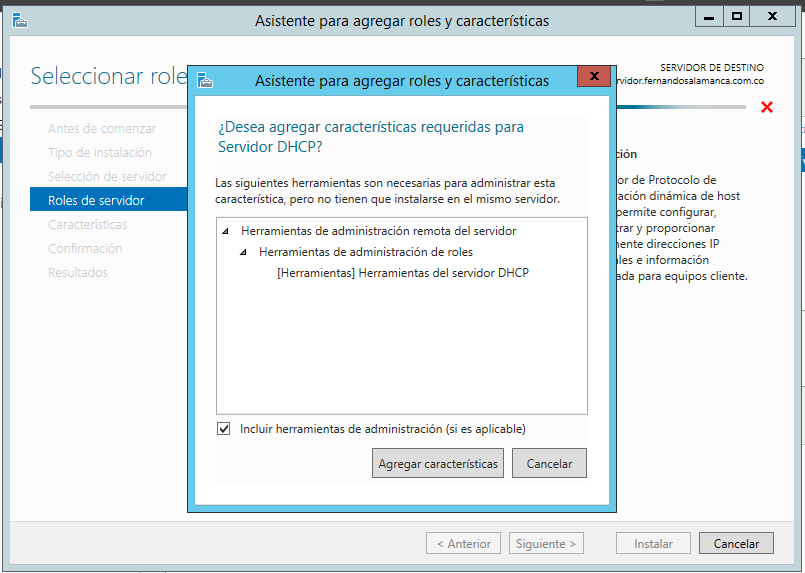 Asistente para agregar roles y características
Seleccionar role
SERVIDOR DE DESTINO
rvidor.fernandosalamanca.com.co
Antes de comenzar
Tipo de instalación
Selección de servidor
Roles de servidor
Características
Confirmación
Resultados
Asistente para agregar roles y características
¿Desea agregar características requeridas para
Servidor DHCP?
Las siguientes herramientas son necesarias para administrar esta
característica, pero no tienen que instalarse en el mismo servidor.
Herramientas de administración remota del servidor
Herramientas de administración de roles
[Herramientas] Herramientas del servidor DHCP
Incluir herramientas de administración (si es aplicable)
Agregar características
Cancelar
ción
or de Protocolo de
ración dinámica de host
permite configurar,
trar y proporcionar
mente direcciones IP
ales e información
ada para equipos cliente.
< Anterior
Siguiente >
Instalar
Cancelar